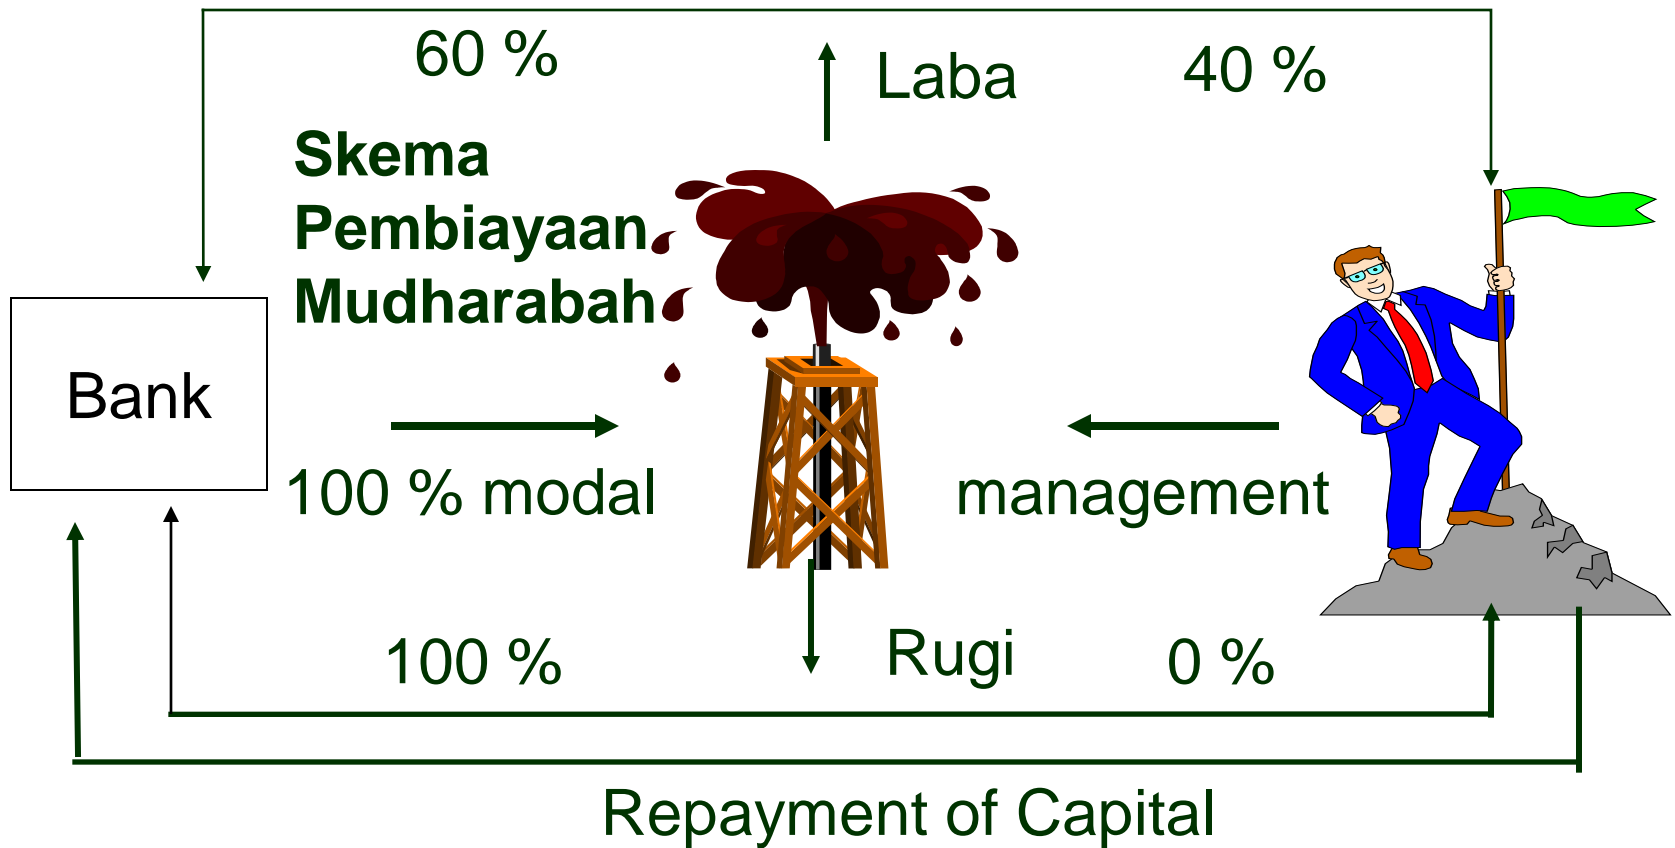 60 %
Laba
40 %
Skema
Pembiayaan
Mudharabah
Bank
100 % modal
management
100 %
Rugi
0 %
Repayment of Capital